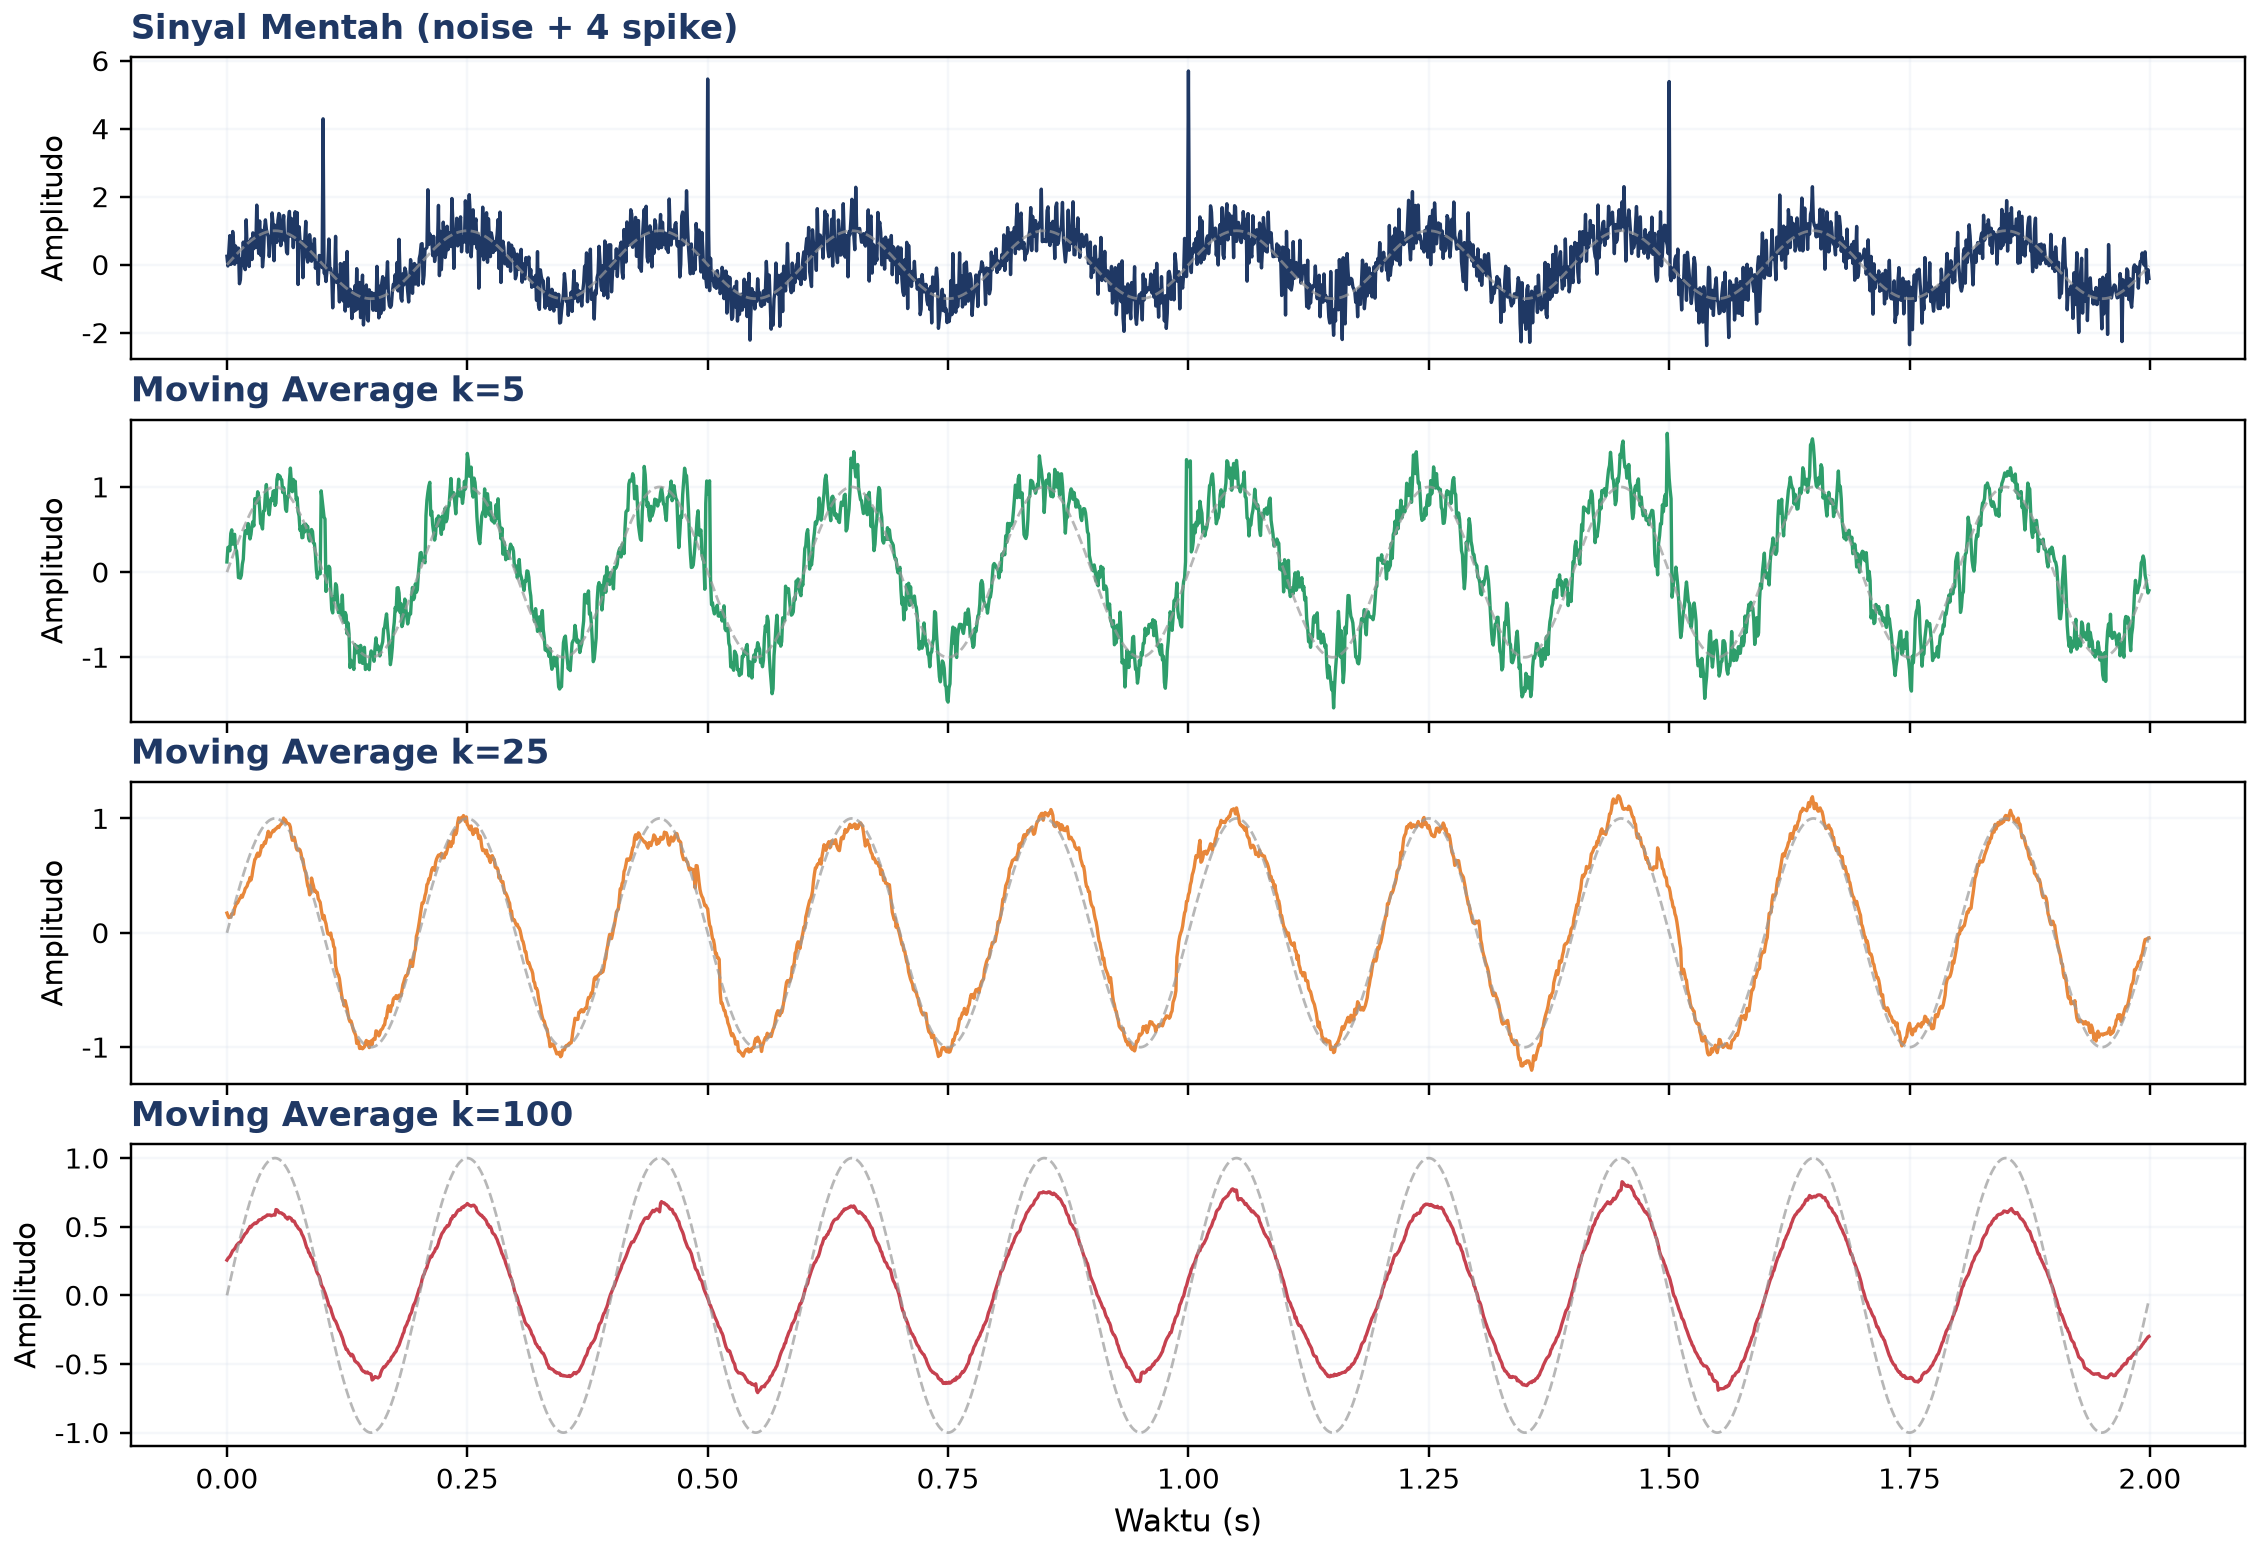 Sinyal Mentah (noise + 4 spike)
6
4
2
0
-2
Amplitudo
Moving Average k=5
1
0
-1
Amplitudo
Moving Average k=25
1
0
-1
Amplitudo
Moving Average k=100
1.0
0.5
0.0
-0.5
-1.0
Amplitudo
0.00 0.25 0.50 0.75 1.00 1.25 1.50 1.75 2.00
Waktu (s)